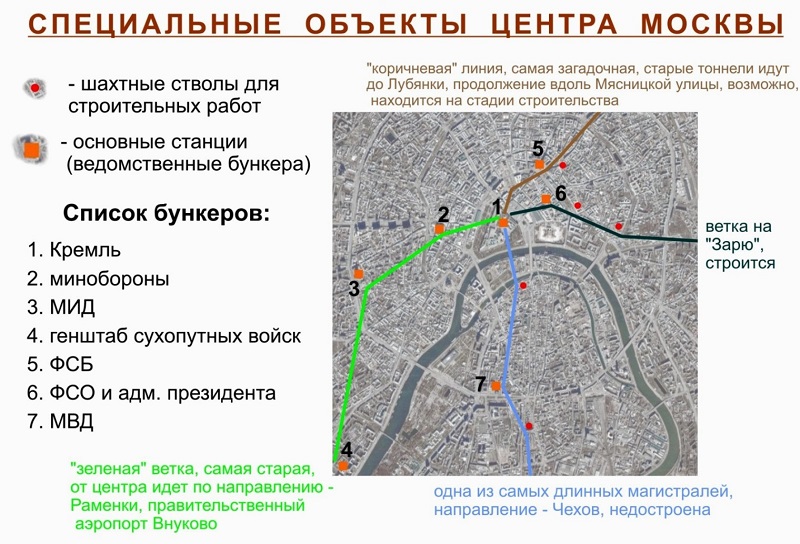 СПЕЦИАЛЬНЫЕ ОБЪЕКТЫ ЦЕНТРА МОСКВЫ
- шахтные стволы для
строительных работ
- основные станции
(ведомственные бункера)
Список бункеров:
1. Кремль
2. минобороны
3. МИД
4. генштаб сухопутных войск
5. ФСБ
6. ФСО и адм. президента
7. МВД
"коричневая" линия, самая загадочная, старые тоннели идут
до Лубянки, продолжение вдоль Мясницкой улицы, возможно,
находится на стадии строительства
5
6
1
2
3
7
4
ветка на
"Зарю",
строится
"зеленая" ветка, самая старая,
от центра идет по направлению -
Раменки, правительственный
аэропорт Внуково
одна из самых длинных магистралей,
направление - Чехов, недостроена